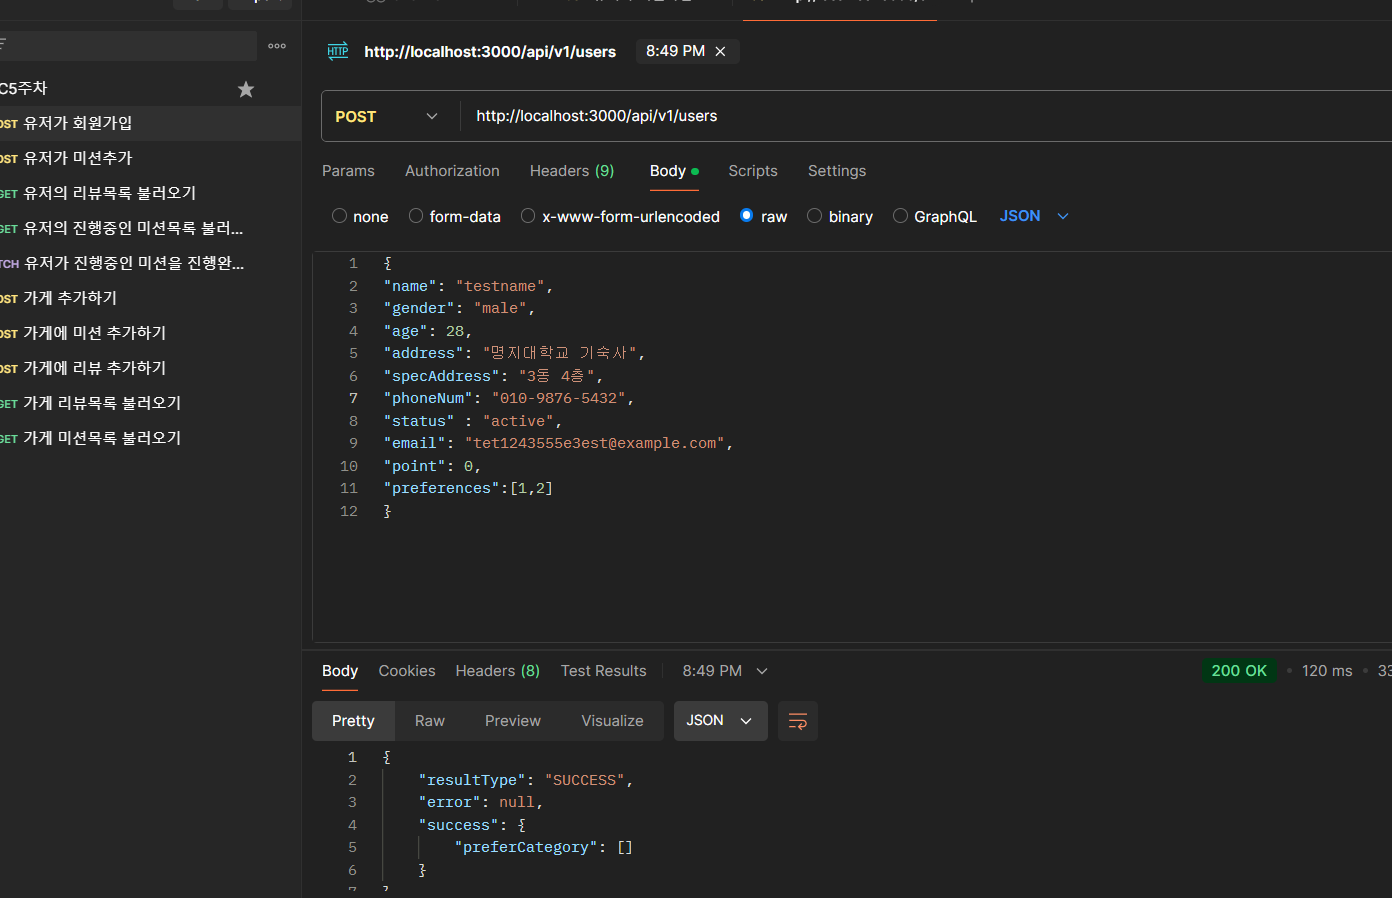 http://localhost:3000/api/v1/users 8:49 PM
C5주차
POST http://localhost:3000/api/v1/users
OST 유저가 회원가입
OST 유저가 미션추가
GET 유저의 리뷰목록 불러오기
GET 유저의 진행중인 미션목록 불러...
TCH 유저가 진행중인 미션을 진행완...
OST 가게 추가하기
OST 가게에 미션 추가하기
OST 가게에 리뷰 추가하기
GET 가게 리뷰목록 불러오기
GET 가게 미션목록 불러오기
Params Authorization Headers (9) Body Scripts Settings
none form-data x-www-form-urlencoded raw binary GraphQL JSON
1 {
2 "name": "testname",
3 "gender": "male",
4 "age": 28,
5 "address": "명지대학교 기숙사",
6 "specAddress": "3동 4층",
7 "phoneNum": "010-9876-5432",
8 "status" : "active",
9 "email": "tet1243555e3est@example.com",
10 "point": 0,
11 "preferences":[1,2]
12 }
Body Cookies Headers (8) Test Results 8:49 PM 200 OK 120 ms 33
Pretty Raw Preview Visualize JSON
1 {
2 "resultType": "SUCCESS",
3 "error": null,
4 "success": {
5 "preferCategory": []
6 }
7 }